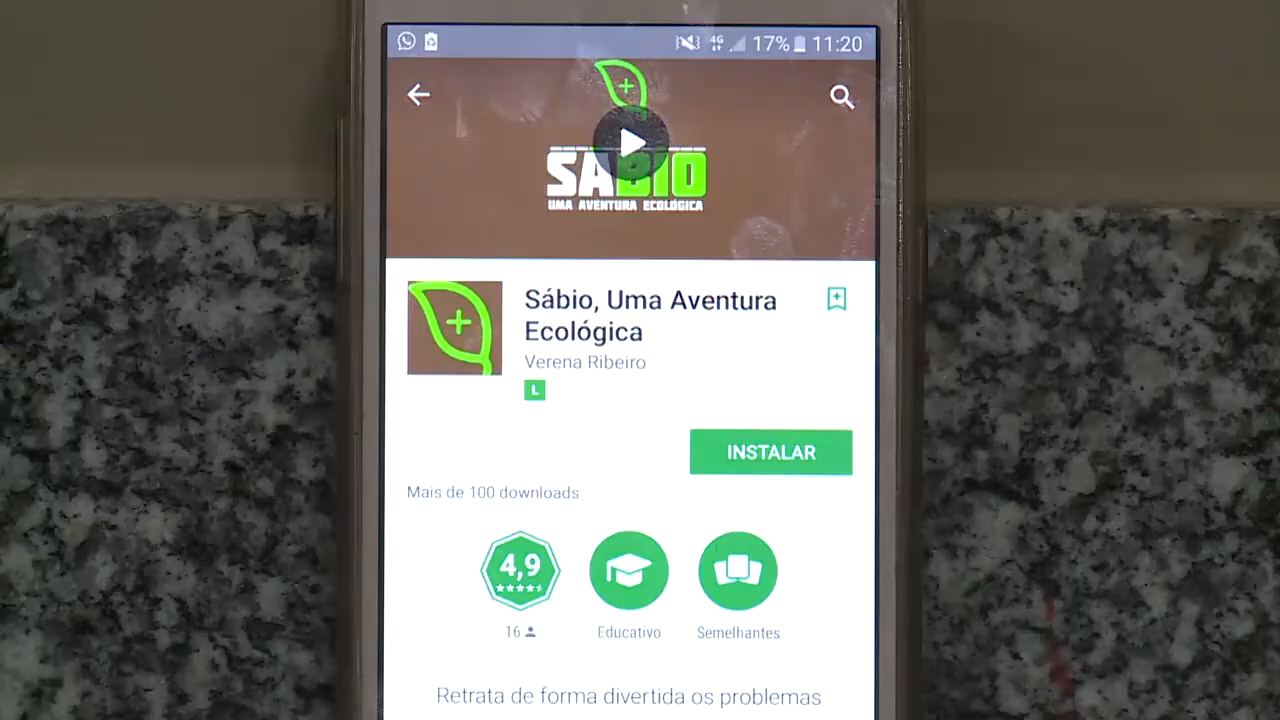 4G 17% 11:20
SÁBIO
UMA AVENTURA ECOLÓGICA
Sábio, Uma Aventura
Ecológica
Verena Ribeiro
L
INSTALAR
Mais de 100 downloads
4,9
16
Educativo
Semelhantes
Retrata de forma divertida os problemas